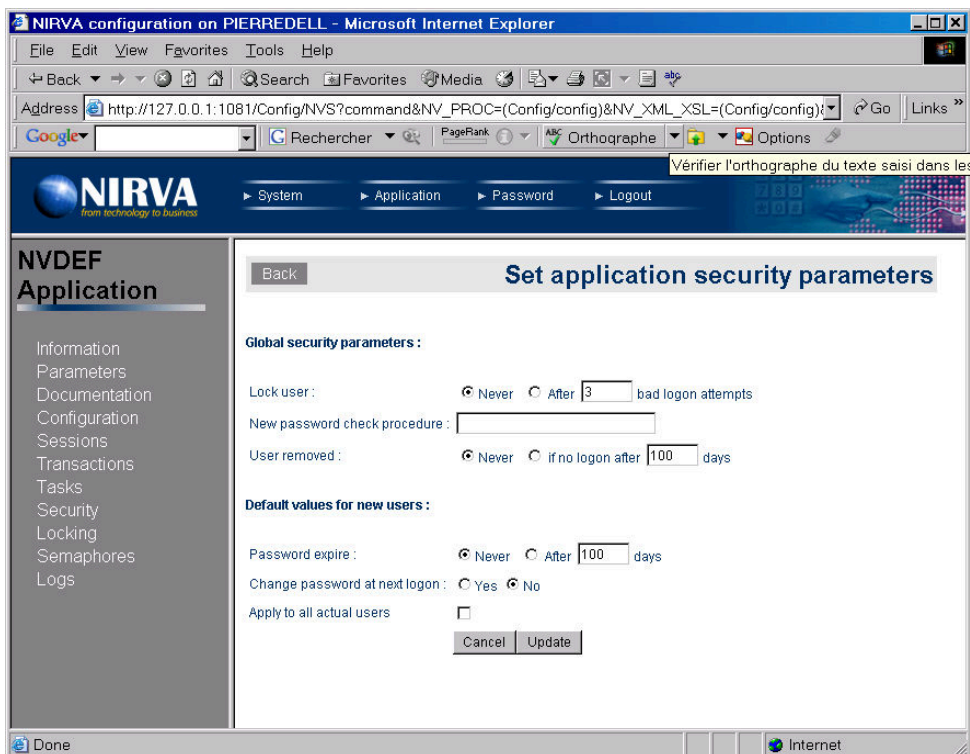 NIRVA configuration on PIERREDELL - Microsoft Internet Explorer
File Edit View Favorites Tools Help
Back Search Favorites Media
Address http://127.0.0.1:1081/Config/NVS?command&NV_PROC=(Config/config)&NV_XML_XSL=(Config/config) Go Links »
Google Rechercher PageRank ABC Orthographe Options
Vérifier l'orthographe du texte saisi dans les
NIRVA
from technology to business
System Application Password Logout
NVDEF
Application
Back Set application security parameters
Information
Parameters
Documentation
Configuration
Sessions
Transactions
Tasks
Security
Locking
Semaphores
Logs
Global security parameters :
Lock user : Never After 3 bad logon attempts
New password check procedure :
User removed : Never if no logon after 100 days
Default values for new users :
Password expire : Never After 100 days
Change password at next logon : Yes No
Apply to all actual users
Cancel Update
Done Internet